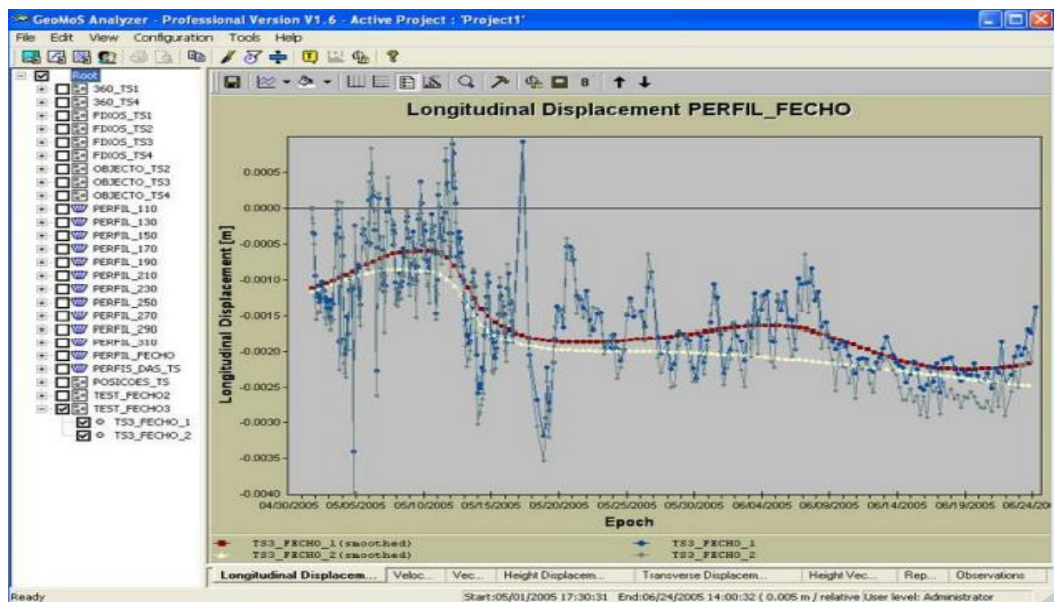 GeoMoS Analyzer - Professional Version V1.6 - Active Project : 'Project1'
File Edit View Configuration Tools Help
Root
360_TS1
360_TS4
FIXOS_TS1
FIXOS_TS2
FIXOS_TS3
FIXOS_TS4
OBJECTO_TS2
OBJECTO_TS3
OBJECTO_TS4
PERFIL_110
PERFIL_130
PERFIL_150
PERFIL_170
PERFIL_190
PERFIL_210
PERFIL_230
PERFIL_250
PERFIL_270
PERFIL_290
PERFIL_310
PERFIL_FECHO
PERFIS_DAS_TS
POSICOES_TS
TEST_FECHO2
TEST_FECHO3
TS3_FECHO_1
TS3_FECHO_2
Longitudinal Displacement PERFIL_FECHO
Longitudinal Displacement [m]
0.0005
0.0000
-0.0005
-0.0010
-0.0015
-0.0020
-0.0025
-0.0030
-0.0035
-0.0040
04/30/2005 05/05/2005 05/10/2005 05/15/2005 05/20/2005 05/25/2005 05/30/2005 06/04/2005 06/09/2005 06/14/2005 06/19/2005 06/24/20
Epoch
TS3_FECHO_1(smoothed) TS3_FECHO_1
TS3_FECHO_2(smoothed) TS3_FECHO_2
Longitudinal Displacem... Veloc... Vec... Height Displacem... Transverse Displacem... Height Vec... Rep... Observations
Ready Start:05/01/2005 17:30:31 End:06/24/2005 14:00:32 ( 0.005 m / relative User level: Administrator